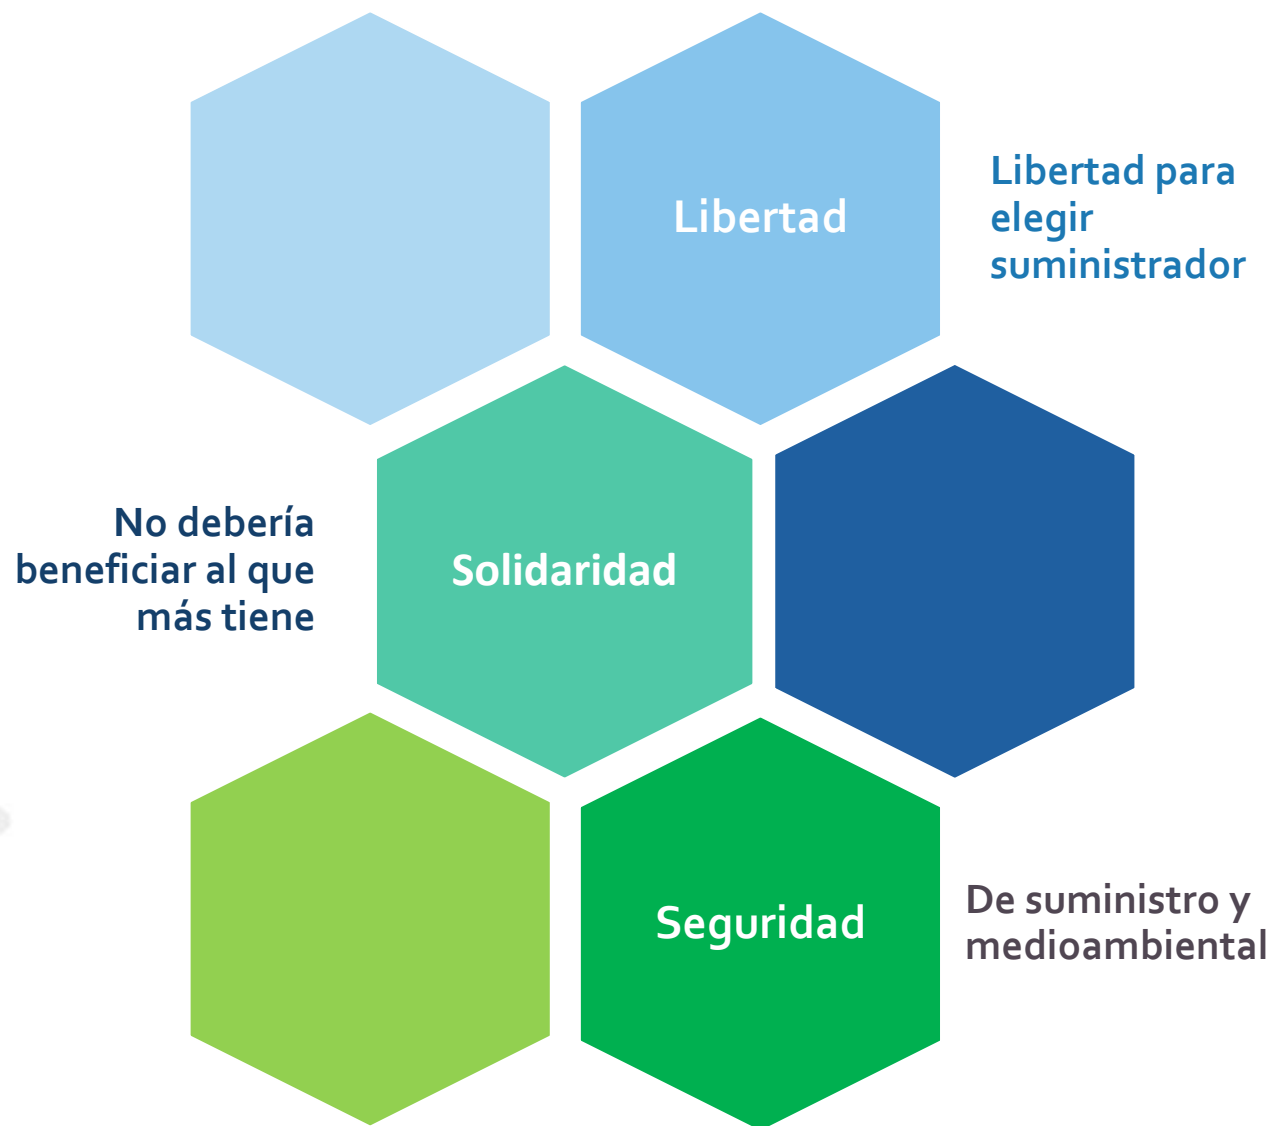 Libertad
Libertad para
elegir
suministrador
No debería
beneficiar al que
más tiene
Solidaridad
Seguridad
De suministro y
medioambiental